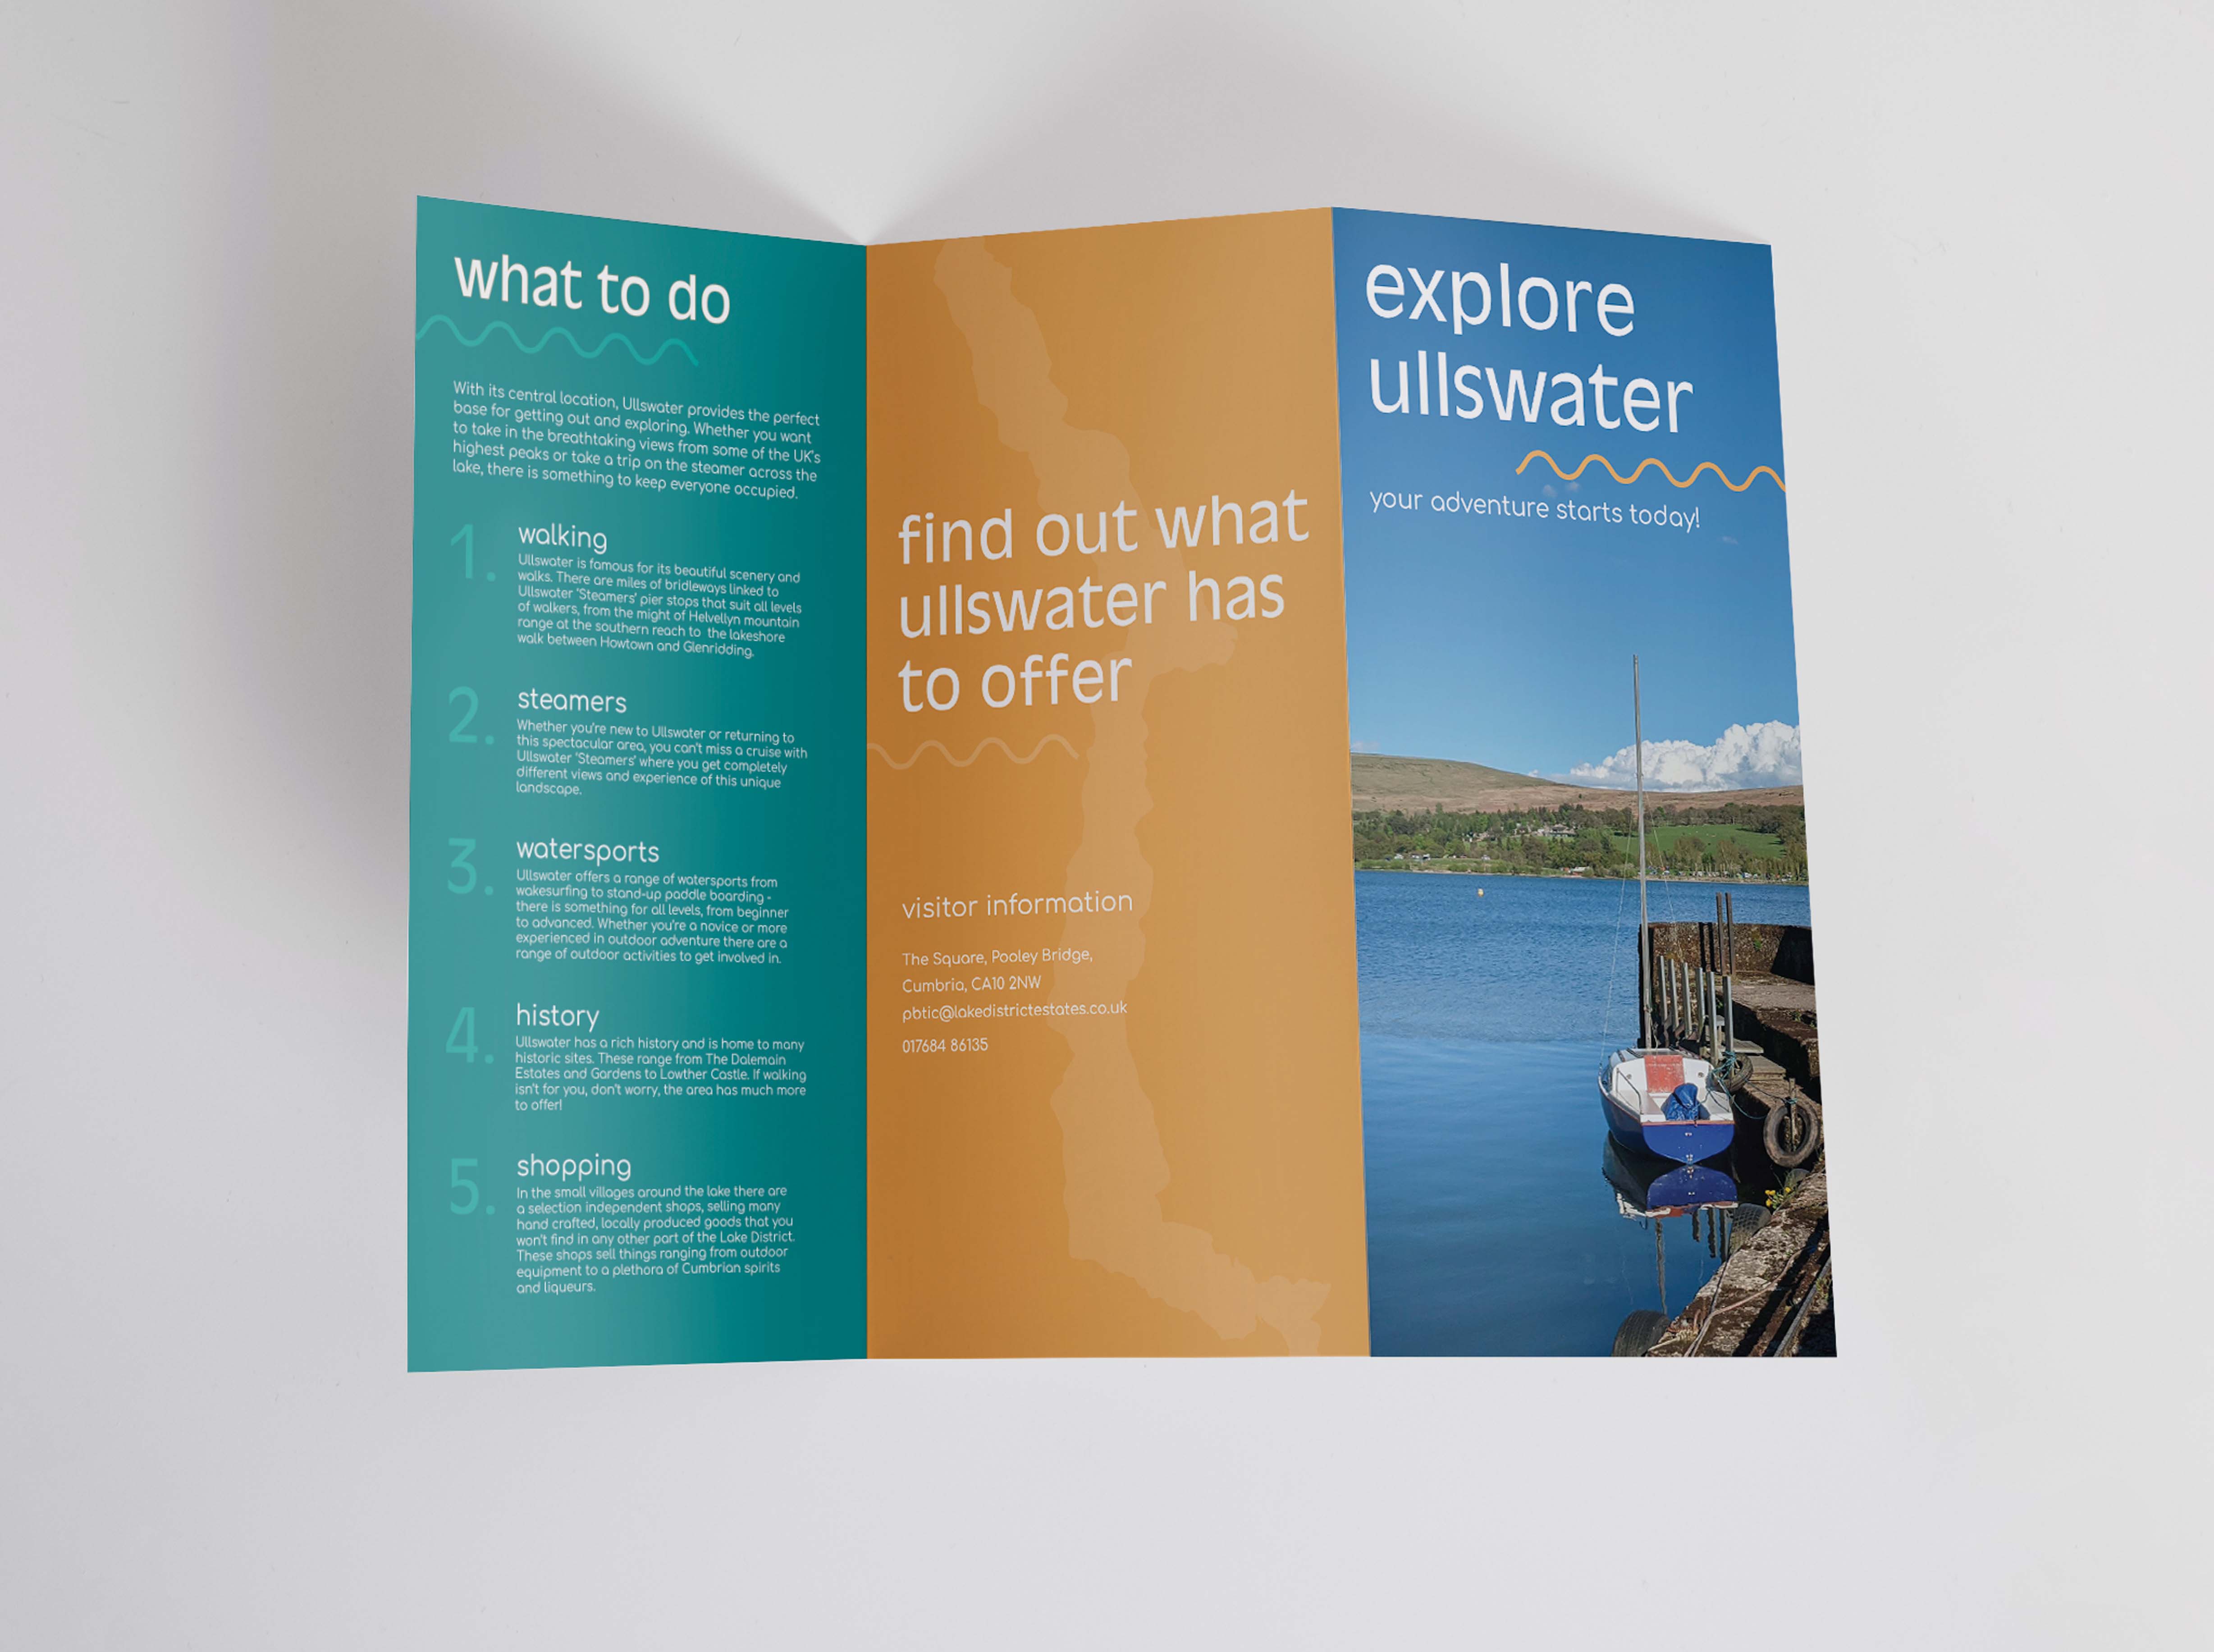 what to do
With its central location, Ullswater provides the perfect
base for getting out and exploring. Whether you want
to take in the breathtaking views from some of the UK's
highest peaks or take a trip on the steamer across the
lake, there is something to keep everyone occupied.
1.
walking
Ullswater is famous for its beautiful scenery and
walks. There are miles of bridleways linked to
Ullswater 'Steamers' pier stops that suit all levels
of walkers, from the might of Helvellyn mountain
range at the southern reach to the lakeshore
walk between Howtown and Glenridding.
2.
steamers
Whether you're new to Ullswater or returning to
this spectacular area, you can't miss a cruise with
Ullswater 'Steamers' where you get completely
different views and experience of this unique
landscape.
3.
watersports
Ullswater offers a range of watersports from
wakesurfing to stand-up paddle boarding -
there is something for all levels, from beginner
to advanced. Whether you're a novice or more
experienced in outdoor adventure there are a
range of outdoor activities to get involved in.
4.
history
Ullswater has a rich history and is home to many
historic sites. These range from The Dalemain
Estates and Gardens to Lowther Castle. If walking
isn't for you, don't worry, the area has much more
to offer!
5.
shopping
In the small villages around the lake there are
a selection independent shops, selling many
hand crafted, locally produced goods that you
won't find in any other part of the Lake District.
These shops sell things ranging from outdoor
equipment to a plethora of Cumbrian spirits
and liqueurs.
find out what
ullswater has
to offer
visitor information
The Square, Pooley Bridge,
Cumbria, CA10 2NW
pbtic@lakedistrictestates.co.uk
017684 86135
explore
ullswater
your adventure starts today!